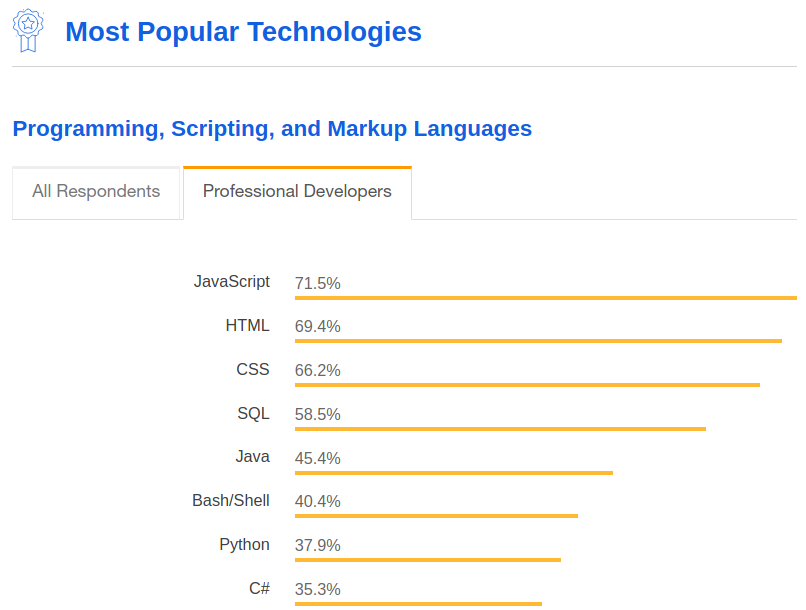 Most Popular Technologies
Programming, Scripting, and Markup Languages
All Respondents Professional Developers
JavaScript 71.5%
HTML 69.4%
CSS 66.2%
SQL 58.5%
Java 45.4%
Bash/Shell 40.4%
Python 37.9%
C# 35.3%